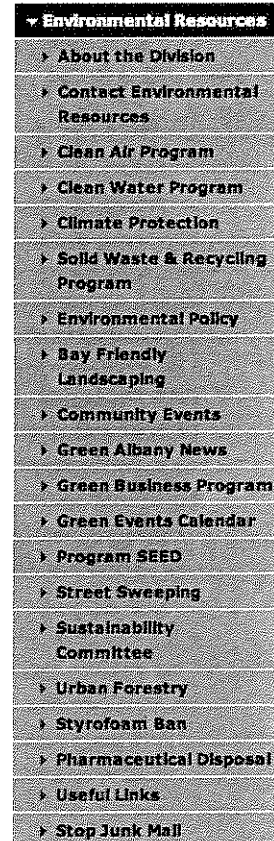 Environmental Resources
About the Division
Contact Environmental
Resources
Clean Air Program
Clean Water Program
Climate Protection
Solid Waste & Recycling
Program
Environmental Policy
Bay Friendly
Landscaping
Community Events
Green Albany News
Green Business Program
Green Events Calendar
Program SEED
Street Sweeping
Sustainability
Committee
Urban Forestry
Styrofoam Ban
Pharmaceutical Disposal
Useful Links
Stop Junk Mail